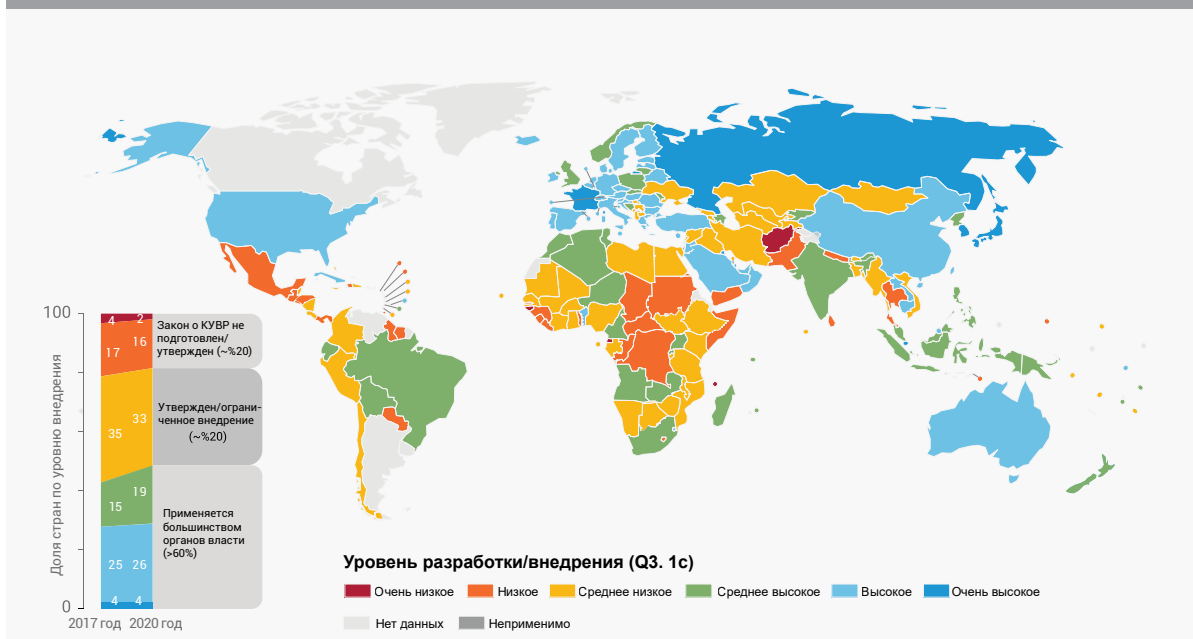 100
Доля стран по уровню внедрения
0
4 2
17 16
35 33
15 19
25 26
4 4
2017 год 2020 год
Закон о КУВР не
подготовлен/
утвержден (~%20)
Утвержден/ограни-
ченное внедрение
(~%20)
Применяется
большинством
органов власти
(>60%)
Уровень разработки/внедрения (Q3. 1c)
Очень низкое Низкое Среднее низкое Среднее высокое Высокое Очень высокое
Нет данных Неприменимо